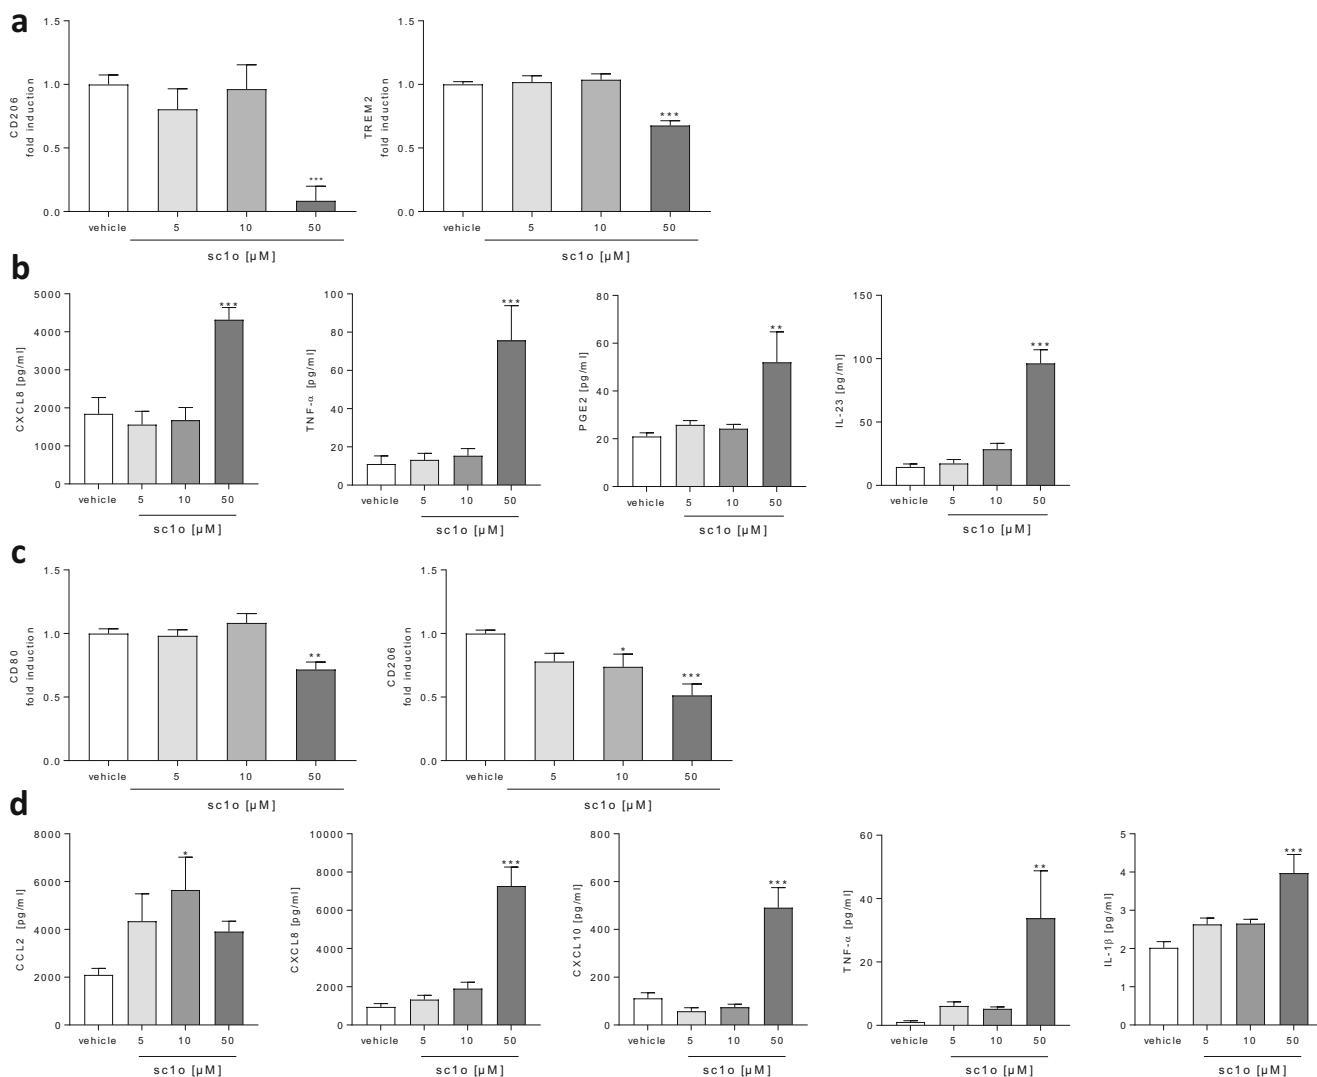 a
CD206
fold induction
1.5
1.0
0.5
0.0
***
vehicle 5 10 50
sc1o [µM]
TREM2
fold induction
1.5
1.0
0.5
0.0
***
vehicle 5 10 50
sc1o [µM]
b
CXCL8 [pg/ml]
5000
4000
3000
2000
1000
0
***
vehicle 5 10 50
sc1o [µM]
TNF-α [pg/ml]
100
80
60
40
20
0
***
vehicle 5 10 50
sc1o [µM]
PGE2 [pg/ml]
80
60
40
20
0
**
vehicle 5 10 50
sc1o [µM]
IL-23 [pg/ml]
150
100
50
0
***
vehicle 5 10 50
sc1o [µM]
c
CD80
fold induction
1.5
1.0
0.5
0.0
**
vehicle 5 10 50
sc1o [µM]
CD206
fold induction
1.5
1.0
0.5
0.0
*
***
vehicle 5 10 50
sc1o [µM]
d
CCL2 [pg/ml]
8000
6000
4000
2000
0
*
vehicle 5 10 50
sc1o [µM]
CXCL8 [pg/ml]
10000
8000
6000
4000
2000
0
***
vehicle 5 10 50
sc1o [µM]
CXCL10 [pg/ml]
800
600
400
200
0
***
vehicle 5 10 50
sc1o [µM]
TNF-α [pg/ml]
60
40
20
0
**
vehicle 5 10 50
sc1o [µM]
IL-1β [pg/ml]
5
4
3
2
1
0
***
vehicle 5 10 50
sc1o [µM]